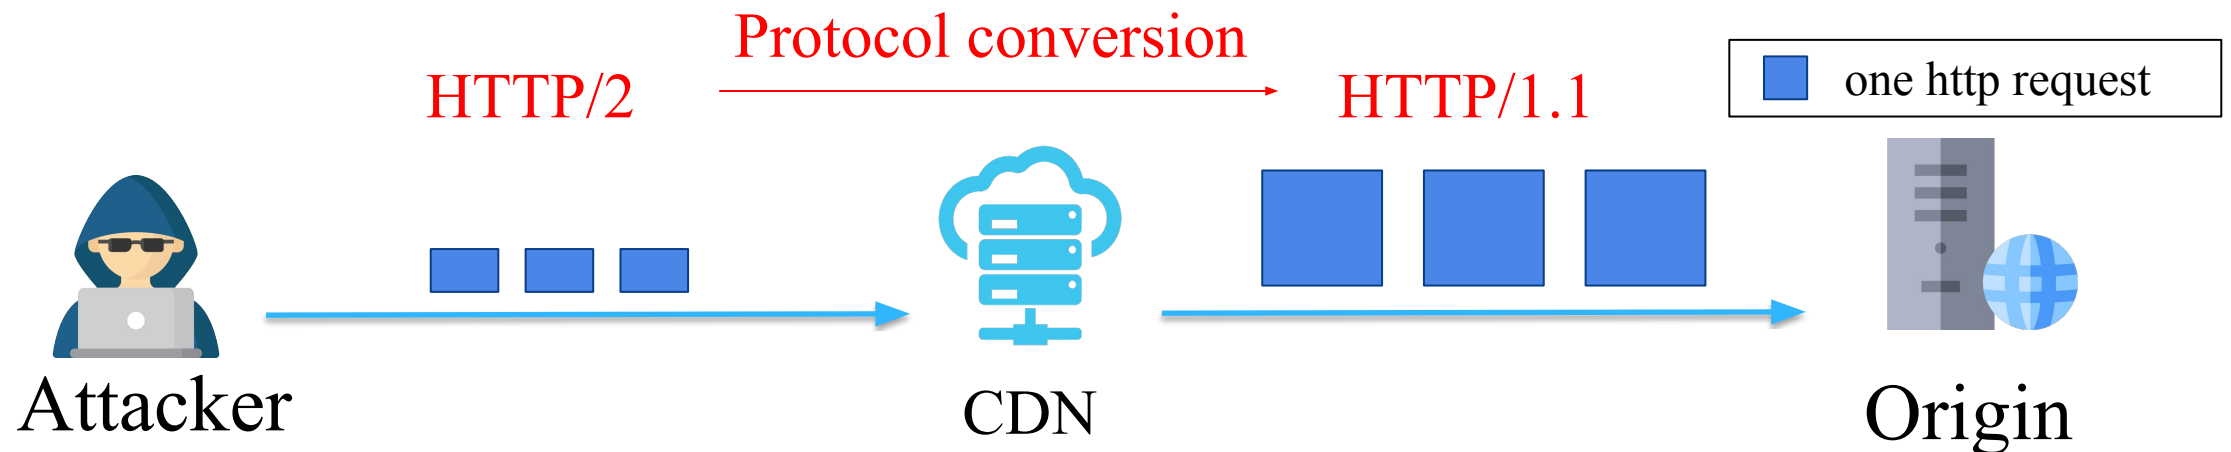 Protocol conversion
HTTP/2
HTTP/1.1
one http request
Attacker
CDN
Origin